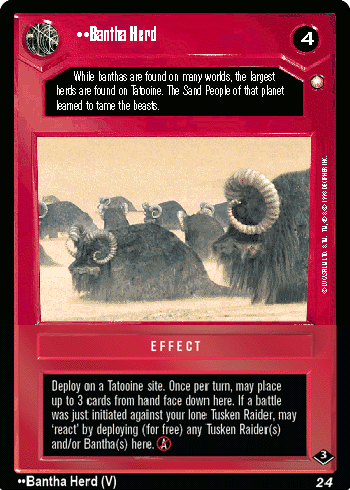 ••Bantha Herd
4
While banthas are found on many worlds, the largest
herds are found on Tatooine. The Sand People of that planet
learned to tame the beasts.
EFFECT
Deploy on a Tatooine site. Once per turn, may place
up to 3 cards from hand face down here. If a battle
was just initiated against your lone Tusken Raider, may
‘react’ by deploying (for free) any Tusken Raider(s)
and/or Bantha(s) here. A
3
••Bantha Herd (V)
24